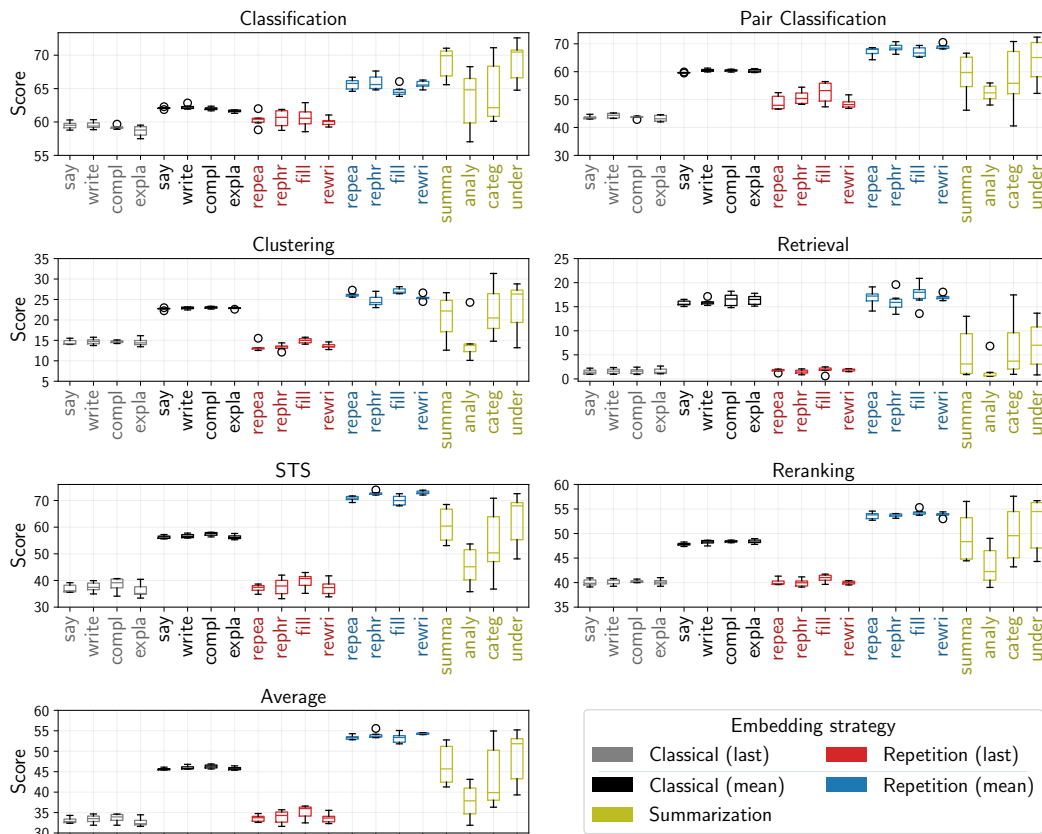 Classification
Score
70
65
60
55
say
write
compl
expla
say
write
compl
expla
repea
rephr
fill
rewri
repea
rephr
fill
rewri
summa
analy
categ
under
Pair Classification
70
60
50
40
30
say
write
compl
expla
say
write
compl
expla
repea
rephr
fill
rewri
repea
rephr
fill
rewri
summa
analy
categ
under
Clustering
Score
35
30
25
20
15
10
5
say
write
compl
expla
say
write
compl
expla
repea
rephr
fill
rewri
repea
rephr
fill
rewri
summa
analy
categ
under
Retrieval
25
20
15
10
5
0
say
write
compl
expla
say
write
compl
expla
repea
rephr
fill
rewri
repea
rephr
fill
rewri
summa
analy
categ
under
STS
Score
70
60
50
40
30
say
write
compl
expla
say
write
compl
expla
repea
rephr
fill
rewri
repea
rephr
fill
rewri
summa
analy
categ
under
Reranking
60
55
50
45
40
35
say
write
compl
expla
say
write
compl
expla
repea
rephr
fill
rewri
repea
rephr
fill
rewri
summa
analy
categ
under
Average
Score
60
55
50
45
40
35
30
Embedding strategy
Classical (last)
Classical (mean)
Summarization
Repetition (last)
Repetition (mean)